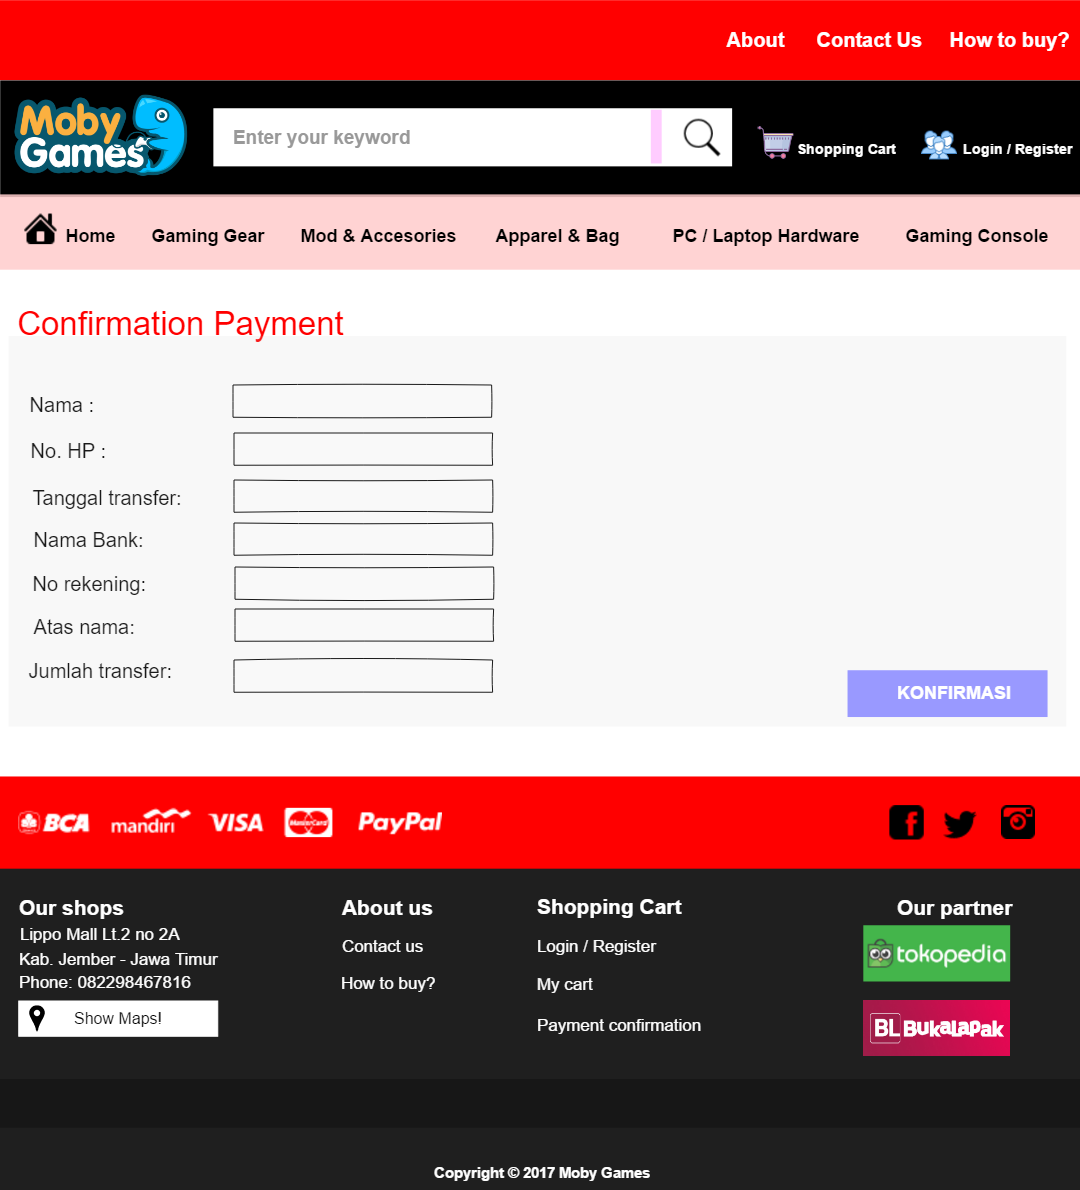 About Contact Us How to buy?
Moby
Games
Enter your keyword
Shopping Cart Login / Register
Home Gaming Gear Mod & Accesories Apparel & Bag PC / Laptop Hardware Gaming Console
Confirmation Payment
Nama :
No. HP :
Tanggal transfer:
Nama Bank:
No rekening:
Atas nama:
Jumlah transfer:
KONFIRMASI
BCA mandiri VISA MasterCard PayPal
Our shops
Lippo Mall Lt.2 no 2A
Kab. Jember - Jawa Timur
Phone: 082298467816
Show Maps!
About us
Contact us
How to buy?
Shopping Cart
Login / Register
My cart
Payment confirmation
Our partner
tokopedia
BL BukaLapak
Copyright © 2017 Moby Games